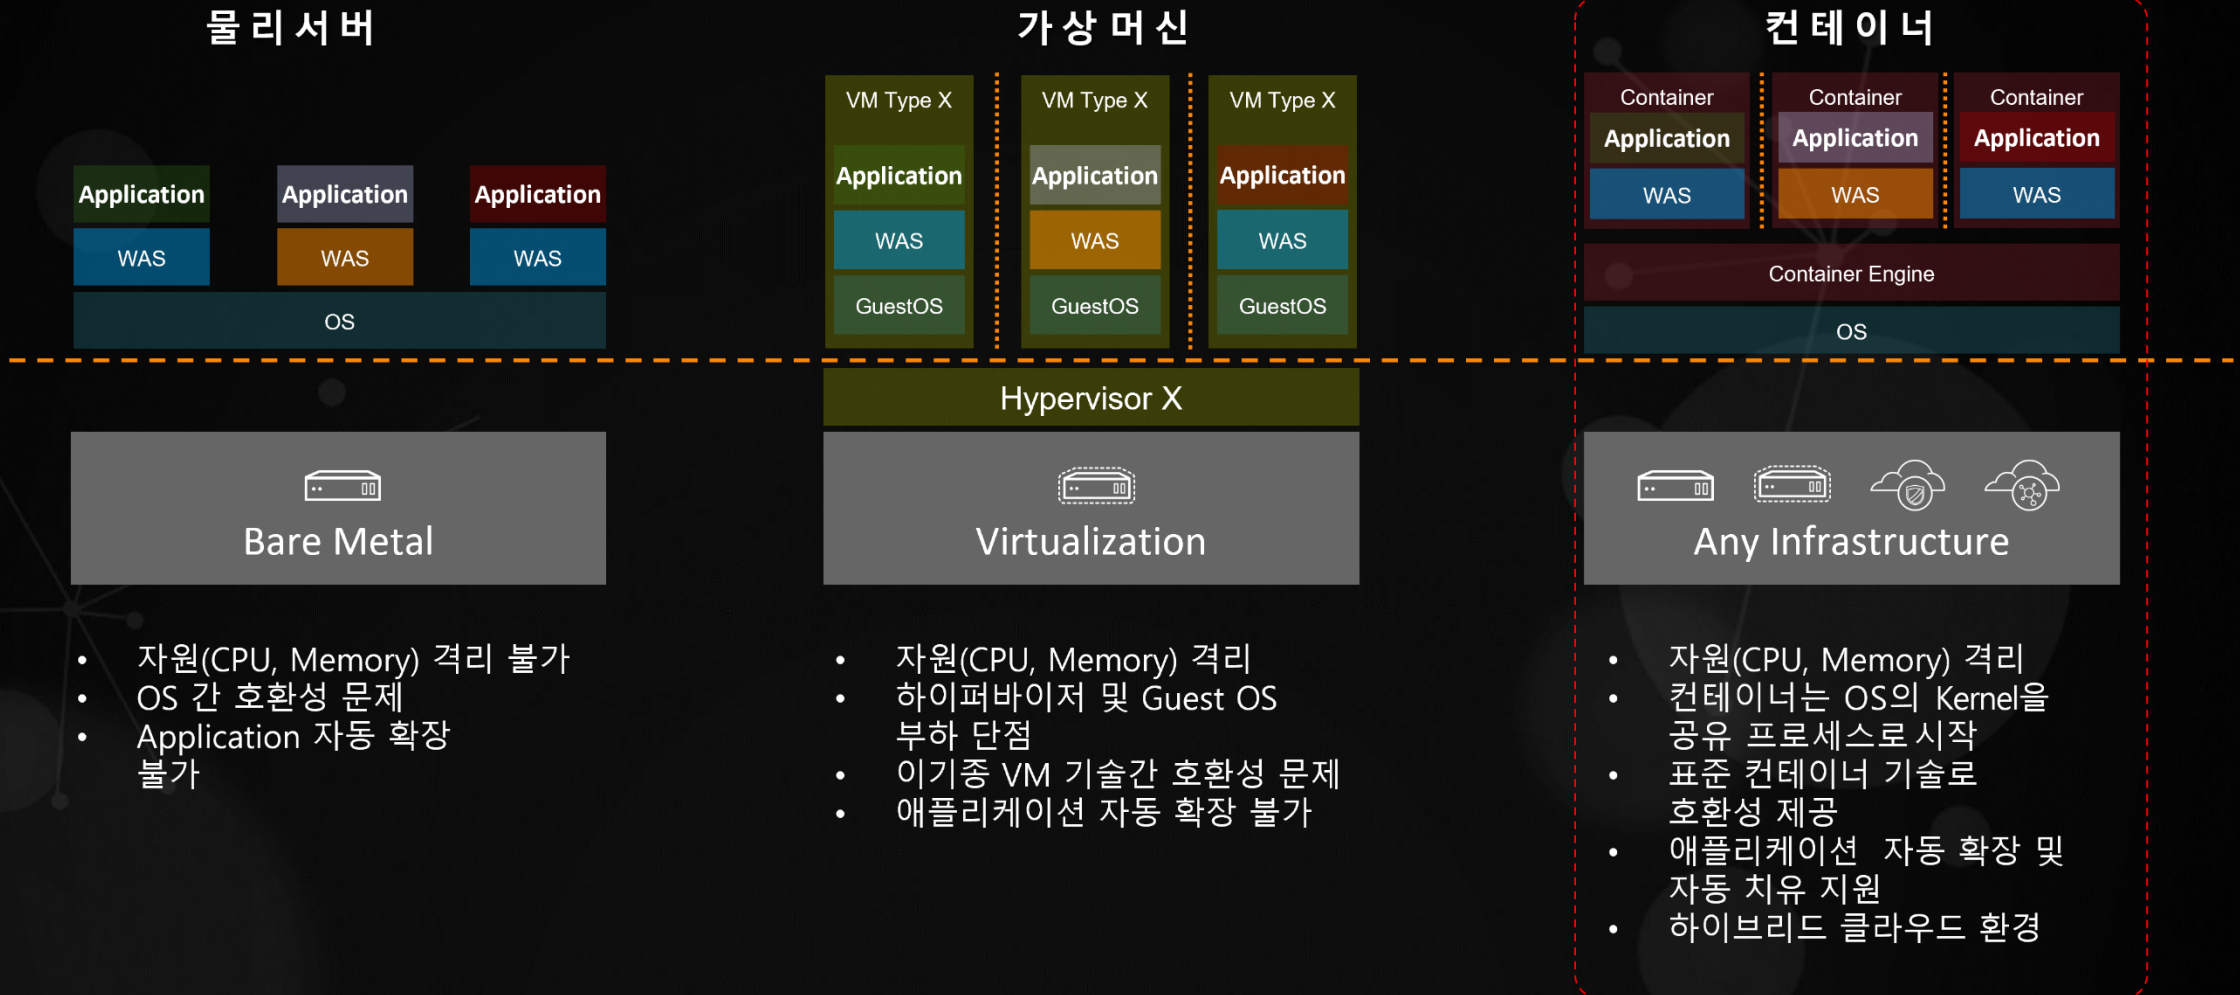 물리서버
Application
Application
Application
WAS
WAS
WAS
OS
Bare Metal
• 자원(CPU, Memory) 격리 불가
• OS 간 호환성 문제
• Application 자동 확장
불가
가상머신
VM Type X
VM Type X
VM Type X
Application
Application
Application
WAS
WAS
WAS
GuestOS
GuestOS
GuestOS
Hypervisor X
Virtualization
• 자원(CPU, Memory) 격리
• 하이퍼바이저 및 Guest OS
부하 단점
• 이기종 VM 기술간 호환성 문제
• 애플리케이션 자동 확장 불가
컨테이너
Container
Container
Container
Application
Application
Application
WAS
WAS
WAS
Container Engine
OS
Any Infrastructure
• 자원(CPU, Memory) 격리
• 컨테이너는 OS의 Kernel을
공유 프로세스로 시작
• 표준 컨테이너 기술로
호환성 제공
• 애플리케이션 자동 확장 및
자동 치유 지원
• 하이브리드 클라우드 환경